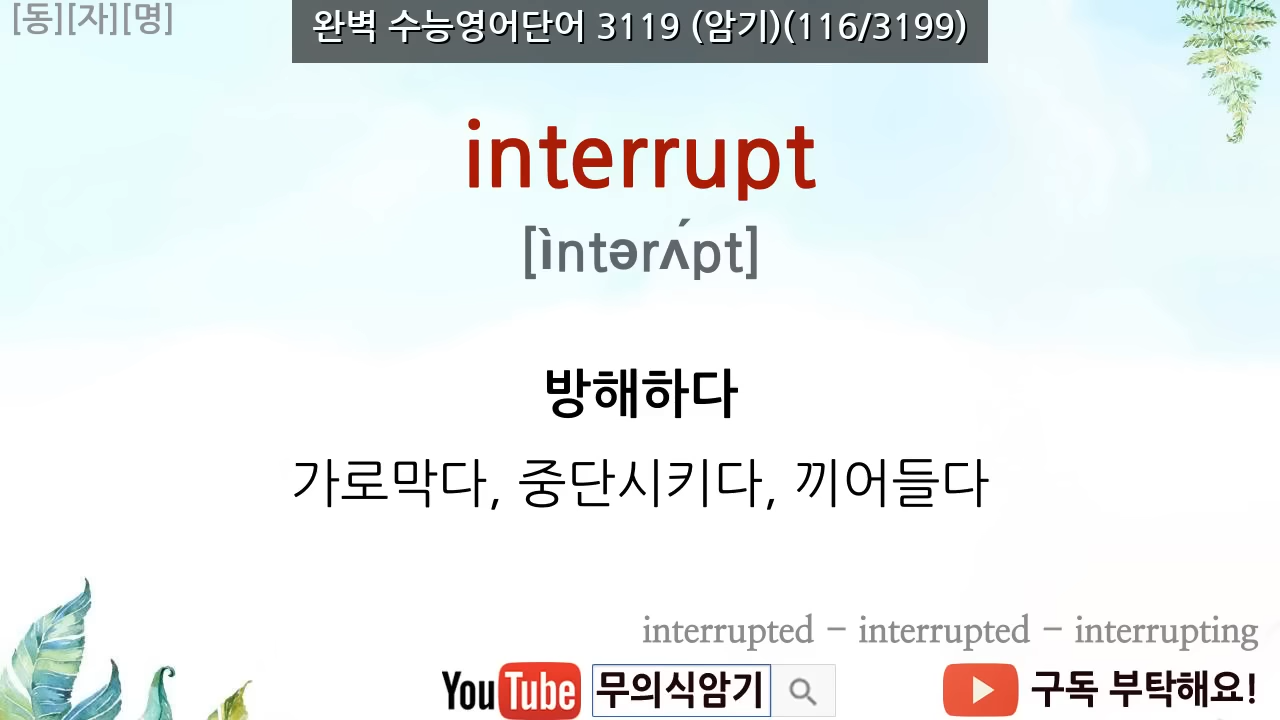 [동][자][명]
완벽 수능영어단어 3119 (암기)(116/3199)
interrupt
[ìntərʌ́pt]
방해하다
가로막다, 중단시키다, 끼어들다
interrupted - interrupted - interrupting
YouTube 무의식암기
구독 부탁해요!